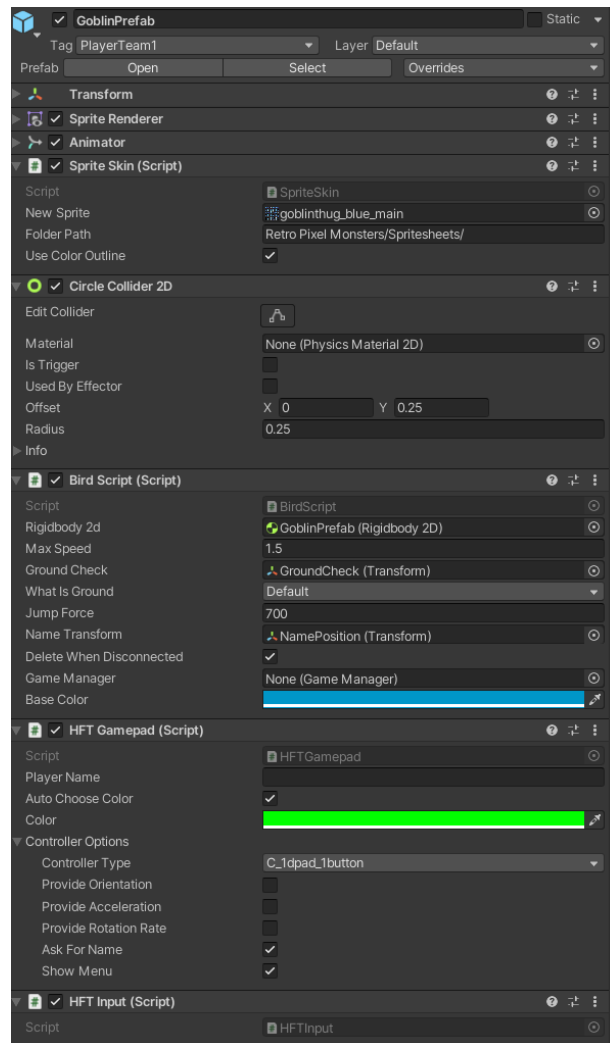 GoblinPrefab Static
Tag PlayerTeam1 Layer Default
Prefab Open Select Overrides
Transform
Sprite Renderer
Animator
Sprite Skin (Script)
Script SpriteSkin
New Sprite goblinthug_blue_main
Folder Path Retro Pixel Monsters/Spritesheets/
Use Color Outline
Circle Collider 2D
Edit Collider
Material None (Physics Material 2D)
Is Trigger
Used By Effector
Offset X 0 Y 0.25
Radius 0.25
Info
Bird Script (Script)
Script BirdScript
Rigidbody 2d GoblinPrefab (Rigidbody 2D)
Max Speed 1.5
Ground Check GroundCheck (Transform)
What Is Ground Default
Jump Force 700
Name Transform NamePosition (Transform)
Delete When Disconnected
Game Manager None (Game Manager)
Base Color
HFT Gamepad (Script)
Script HFTGamepad
Player Name
Auto Choose Color
Color
Controller Options
Controller Type C_1dpad_1button
Provide Orientation
Provide Acceleration
Provide Rotation Rate
Ask For Name
Show Menu
HFT Input (Script)
Script HFTInput